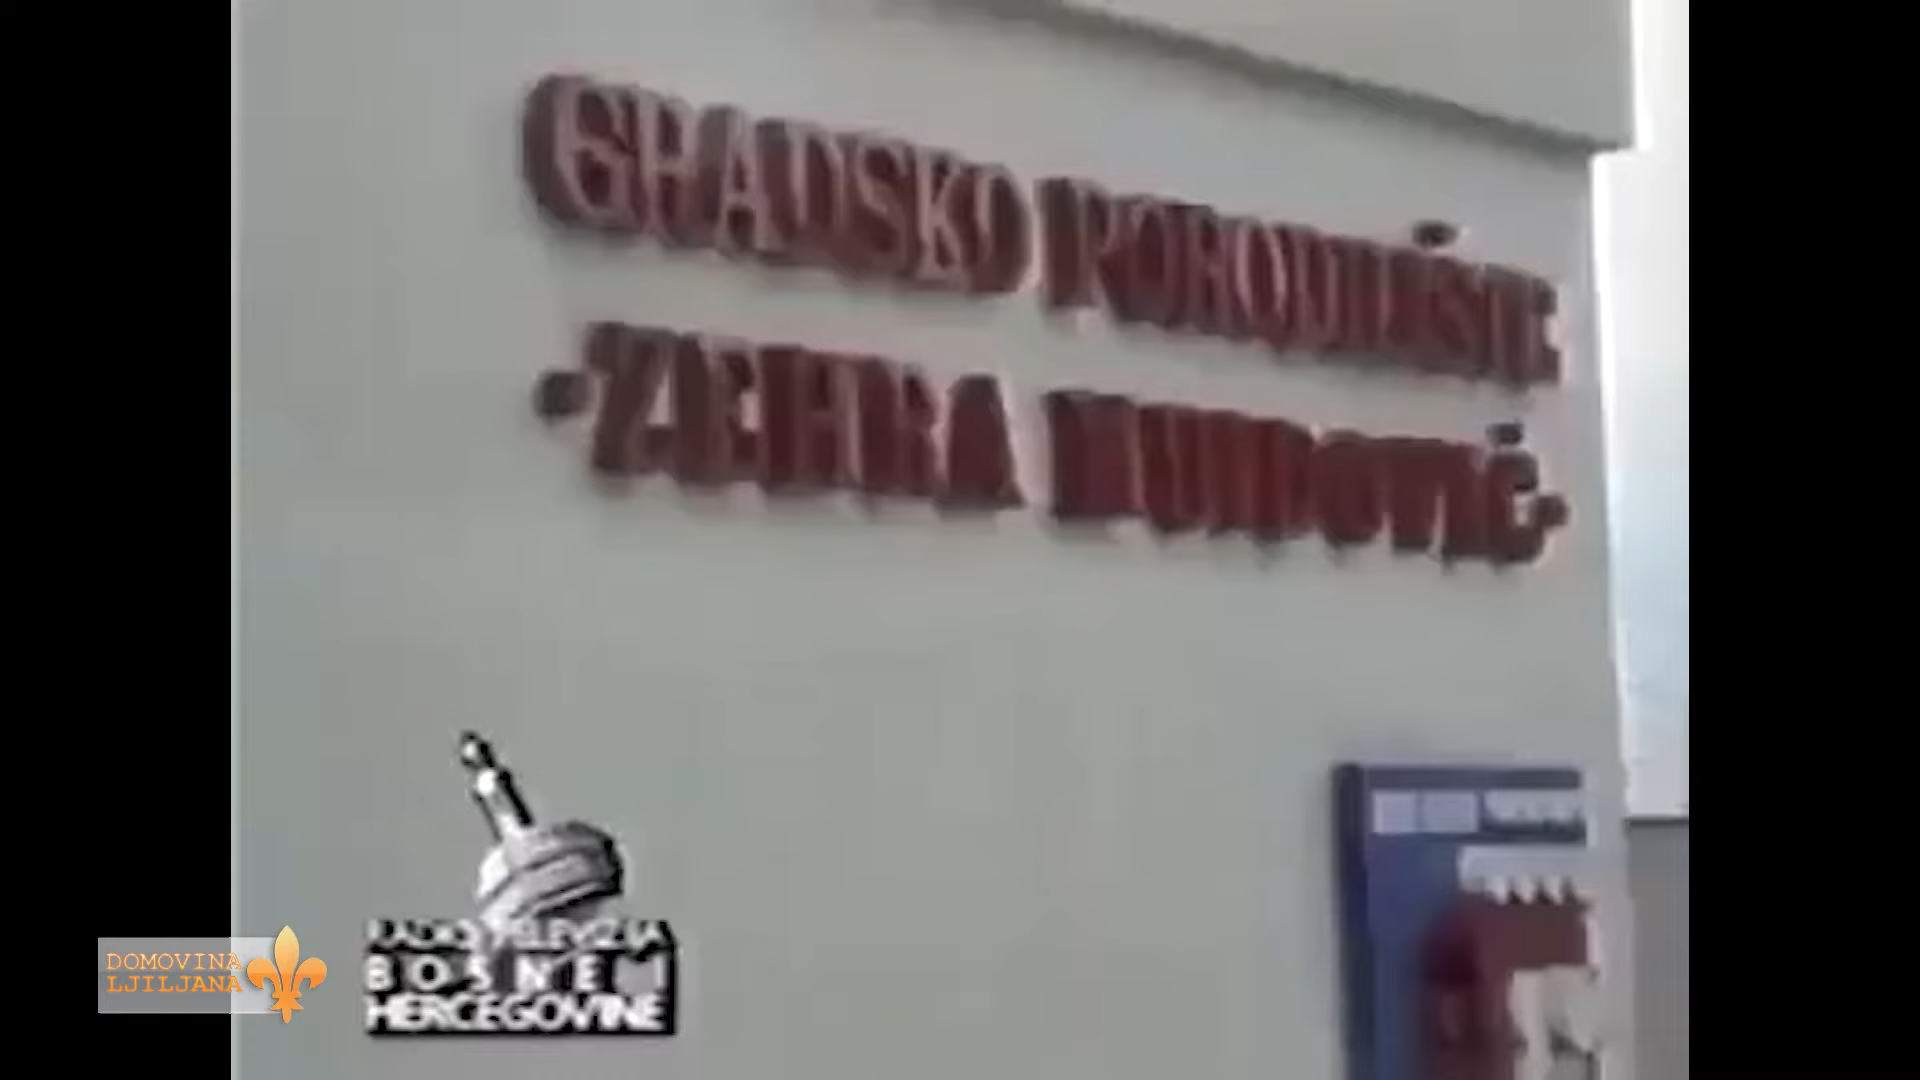 GRADSKO PORODILIŠTE
"ZEHRA MUIDOVIĆ"
DOMOVINA
LJILJANA
RADIO TELEVIZIJA
BOSNE I
HERCEGOVINE